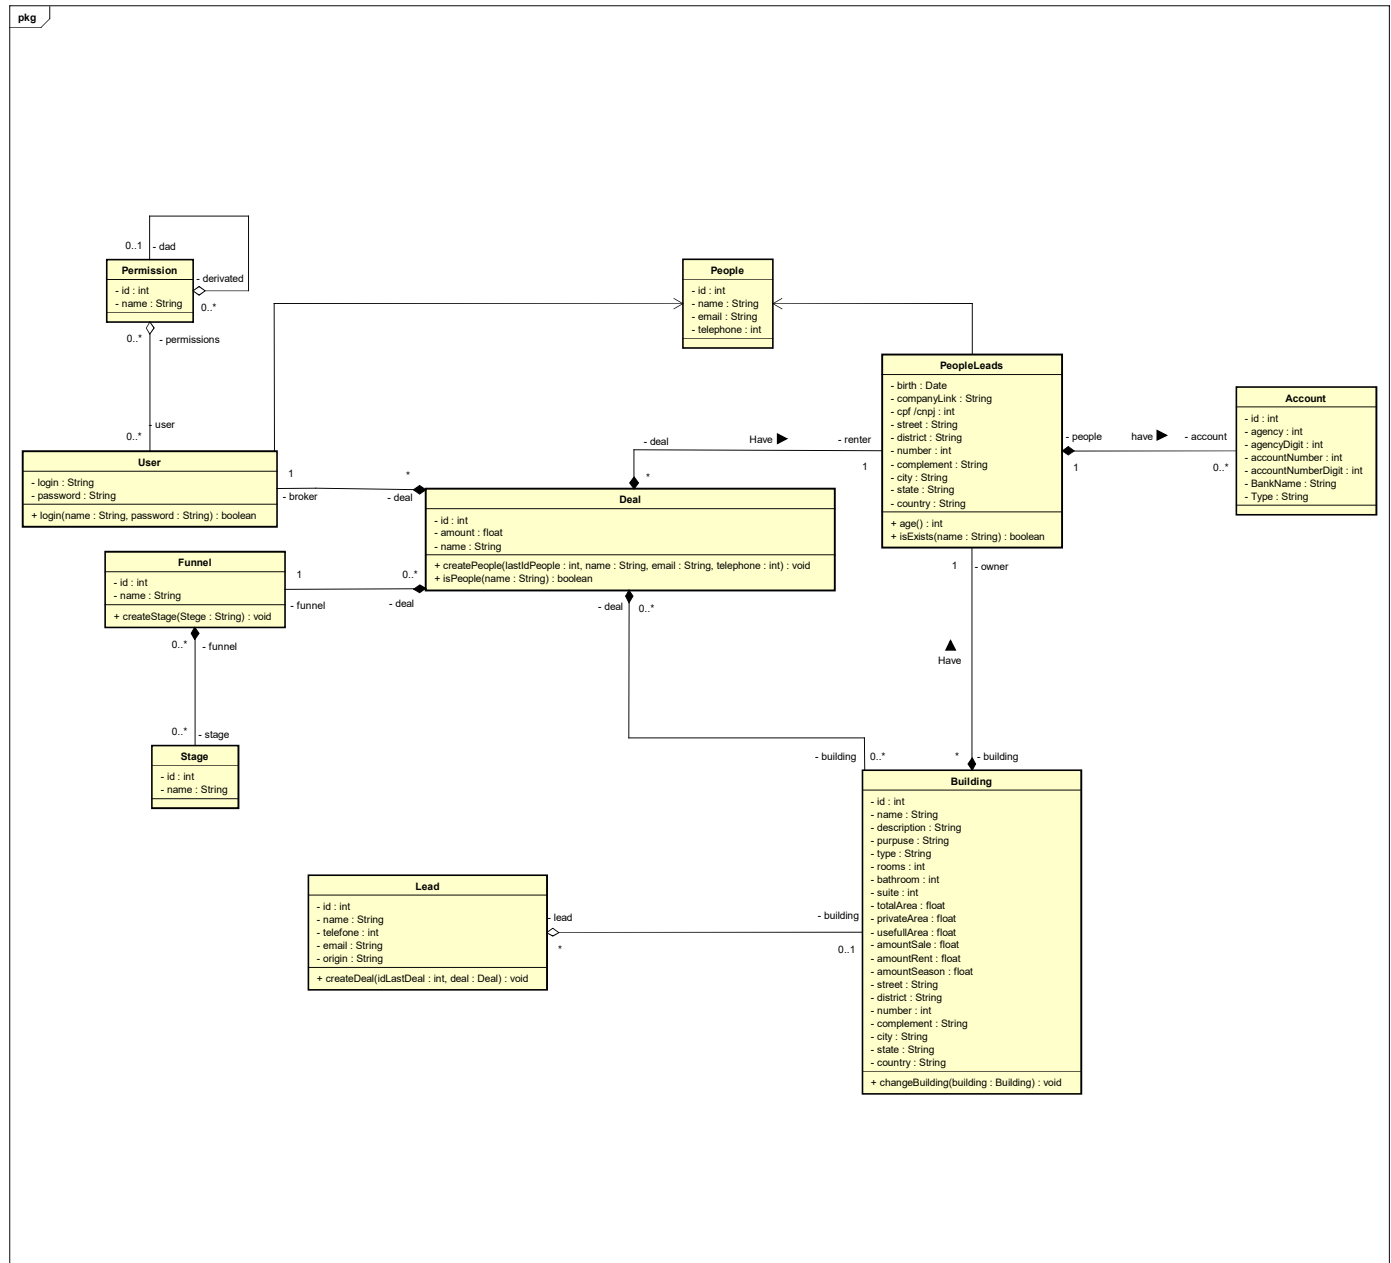 pkg
0..1
- dad
Permission
- id : int
- name : String
- derivated
0..*
0..*
- permissions
- user
0..*
People
- id : int
- name : String
- email : String
- telephone : int
PeopleLeads
- birth : Date
- companyLink : String
- cpf /cnpj : int
- street : String
- district : String
- number : int
- complement : String
- city : String
- state : String
- country : String
+ age() : int
+ isExists(name : String) : boolean
- people
1
have
- account
0..*
Account
- id : int
- agency : int
- agencyDigit : int
- accountNumber : int
- accountNumberDigit : int
- BankName : String
- Type : String
User
- login : String
- password : String
+ login(name : String, password : String) : boolean
1
- broker
*
- deal
- deal
*
Have
- renter
1
Deal
- id : int
- amount : float
- name : String
+ createPeople(lastIdPeople : int, name : String, email : String, telephone : int) : void
+ isPeople(name : String) : boolean
Funnel
- id : int
- name : String
+ createStage(Stege : String) : void
1
- funnel
0..*
- deal
- deal
0..*
1
- owner
Have
0..*
- funnel
0..*
- stage
Stage
- id : int
- name : String
- building
0..*
*
- building
Building
- id : int
- name : String
- description : String
- purpuse : String
- type : String
- rooms : int
- bathroom : int
- suite : int
- totalArea : float
- privateArea : float
- usefullArea : float
- amountSale : float
- amountRent : float
- amountSeason : float
- street : String
- district : String
- number : int
- complement : String
- city : String
- state : String
- country : String
+ changeBuilding(building : Building) : void
Lead
- id : int
- name : String
- telefone : int
- email : String
- origin : String
+ createDeal(idLastDeal : int, deal : Deal) : void
- lead
*
- building
0..1